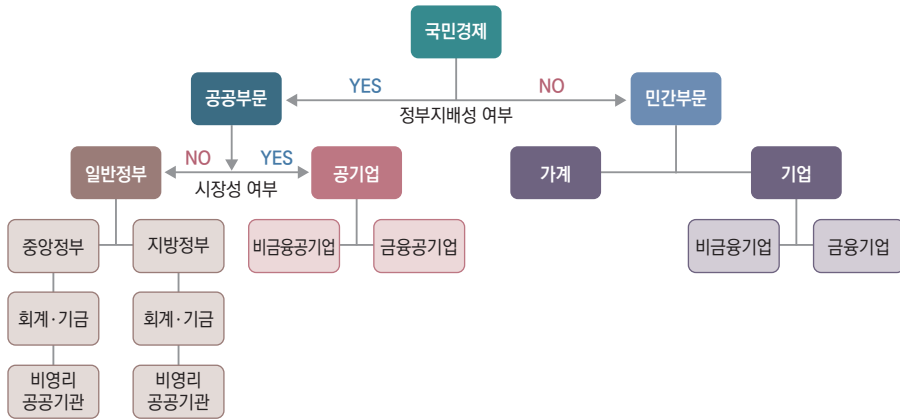 국민경제
공공부문
YES
NO
민간부문
정부지배성 여부
일반정부
NO
YES
공기업
시장성 여부
가계
기업
중앙정부
지방정부
비금융공기업
금융공기업
비금융기업
금융기업
회계·기금
회계·기금
비영리
공공기관
비영리
공공기관